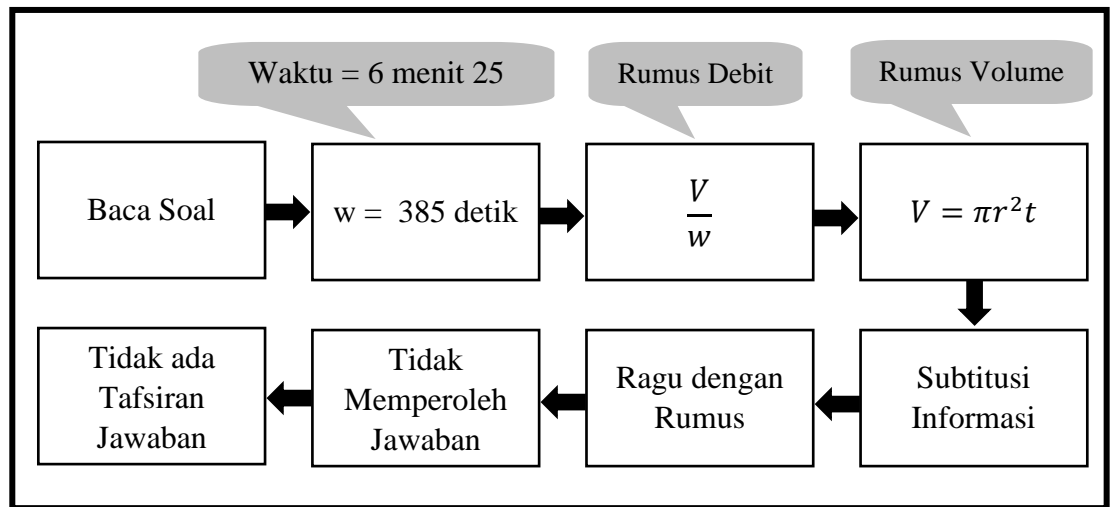 Waktu = 6 menit 25
Rumus Debit
Rumus Volume
Baca Soal
w = 385 detik
V
w
V = πr²t
Tidak ada
Tafsiran
Jawaban
Tidak
Memperoleh
Jawaban
Ragu dengan
Rumus
Subtitusi
Informasi